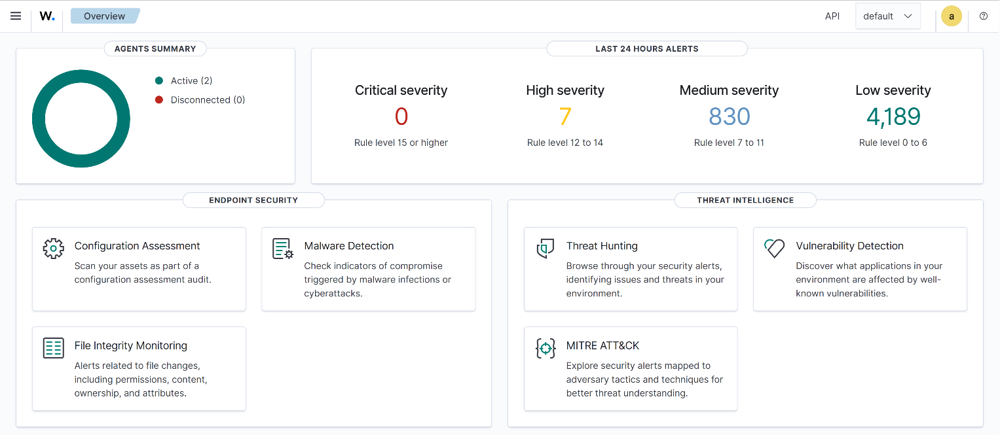 W. Overview API default a
AGENTS SUMMARY
Active (2)
Disconnected (0)
LAST 24 HOURS ALERTS
Critical severity
0
Rule level 15 or higher
High severity
7
Rule level 12 to 14
Medium severity
830
Rule level 7 to 11
Low severity
4,189
Rule level 0 to 6
ENDPOINT SECURITY
Configuration Assessment
Scan your assets as part of a
configuration assessment audit.
Malware Detection
Check indicators of compromise
triggered by malware infections or
cyberattacks.
File Integrity Monitoring
Alerts related to file changes,
including permissions, content,
ownership, and attributes.
THREAT INTELLIGENCE
Threat Hunting
Browse through your security alerts,
identifying issues and threats in your
environment.
Vulnerability Detection
Discover what applications in your
environment are affected by well-
known vulnerabilities.
MITRE ATT&CK
Explore security alerts mapped to
adversary tactics and techniques for
better threat understanding.